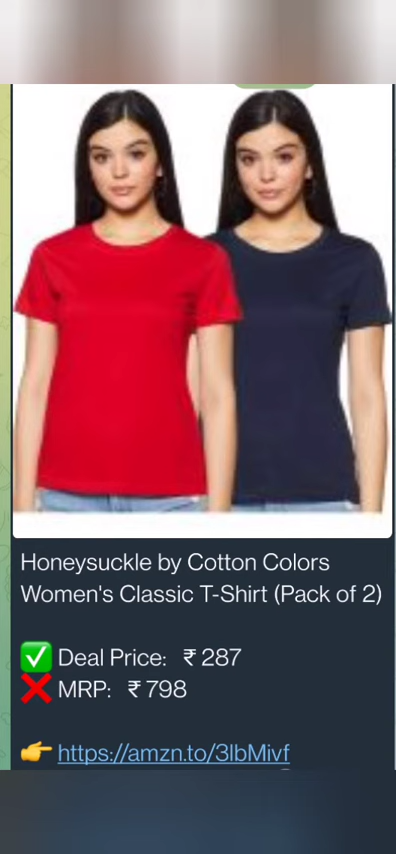 Honeysuckle by Cotton Colors
Women's Classic T-Shirt (Pack of 2)
✅ Deal Price: ₹ 287
❌ MRP: ₹ 798
👉 https://amzn.to/3lbMivf